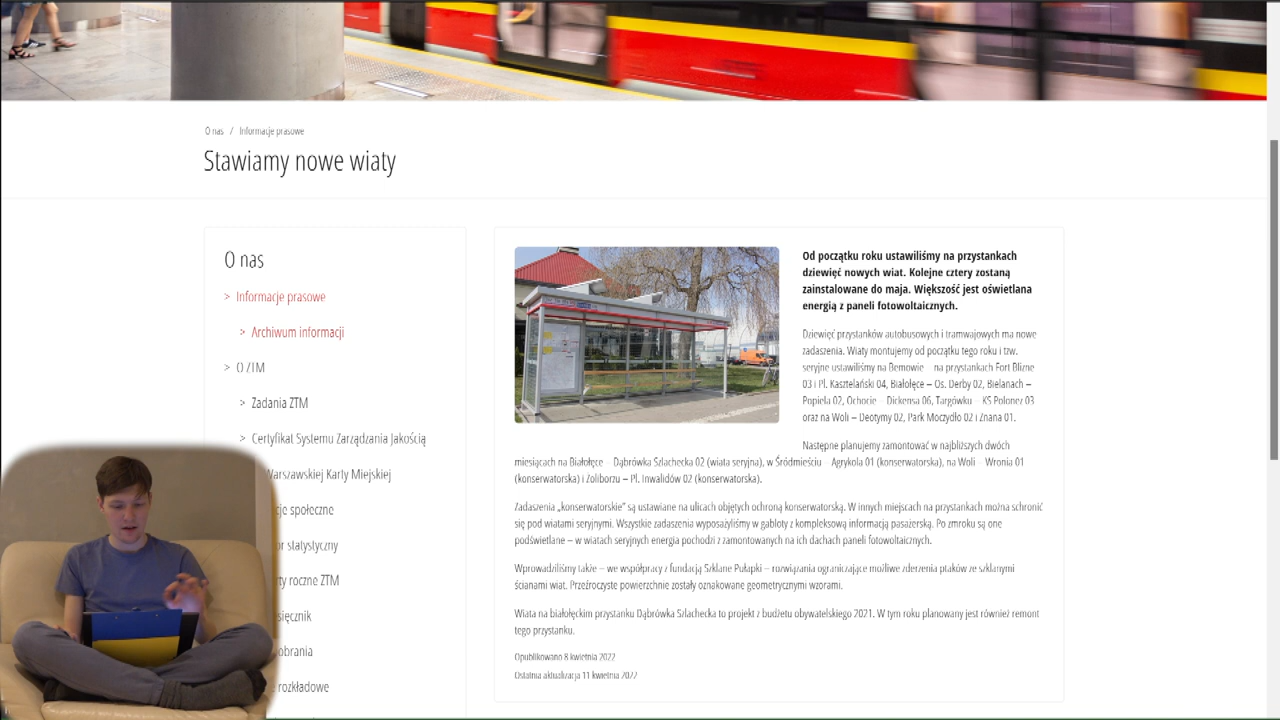 O nas / Informacje prasowe
Stawiamy nowe wiaty
O nas
> Informacje prasowe
> Archiwum informacji
> O ZTM
> Zadania ZTM
> Certyfikat Systemu Zarządzania Jakością
Warszawskiej Karty Miejskiej
je społeczne
or statystyczny
ty roczne ZTM
sięcznik
obrania
rozkładowe
Od początku roku ustawiliśmy na przystankach
dziewięć nowych wiat. Kolejne cztery zostaną
zainstalowane do maja. Większość jest oświetlana
energią z paneli fotowoltaicznych.
Dziewięć przystanków autobusowych i tramwajowych ma nowe
zadaszenia. Wiaty montujemy od początku tego roku i tzw.
seryjne ustawiliśmy na Bemowie – na przystankach Fort Blizne
03 i Pl. Kasztelański 04, Białołęce – Os. Derby 02, Bielanach –
Popiela 02, Ochocie – Dickensa 06, Targówku – KS Polonez 03
oraz na Woli – Deotymy 02, Park Moczydło 02 i Znana 01.
Następne planujemy zamontować w najbliższych dwóch
miesiącach na Białołęce – Dąbrówka Szlachecka 02 (wiata seryjna), w Śródmieściu – Agrykola 01 (konserwatorska), na Woli – Wronia 01
(konserwatorska) i Żoliborzu – Pl. Inwalidów 02 (konserwatorska).
Zadaszenia „konserwatorskie” są ustawiane na ulicach objętych ochroną konserwatorską. W innych miejscach na przystankach można schronić
się pod wiatami seryjnymi. Wszystkie zadaszenia wyposażyliśmy w gabloty z kompleksową informacją pasażerską. Po zmroku są one
podświetlane – w wiatach seryjnych energia pochodzi z zamontowanych na ich dachach paneli fotowoltaicznych.
Wprowadziliśmy także – we współpracy z fundacją Szklane Pułapki – rozwiązania ograniczające możliwe zderzenia ptaków ze szklanymi
ścianami wiat. Przeźroczyste powierzchnie zostały oznakowane geometrycznymi wzorami.
Wiata na białołęckim przystanku Dąbrówka Szlachecka to projekt z budżetu obywatelskiego 2021. W tym roku planowany jest również remont
tego przystanku.
Opublikowano 8 kwietnia 2022
Ostatnia aktualizacja 11 kwietnia 2022